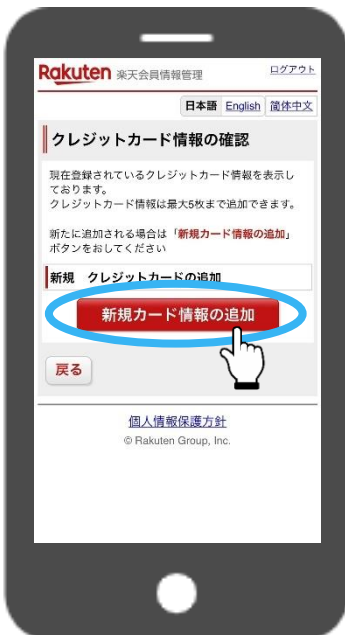 Rakuten 楽天会員情報管理 ログアウト
日本語 English 簡体中文
クレジットカード情報の確認
現在登録されているクレジットカード情報を表示し
ております。
クレジットカード情報は最大5枚まで追加できます。
新たに追加される場合は「新規カード情報の追加」
ボタンをおしてください
新規 クレジットカードの追加
新規カード情報の追加
戻る
個人情報保護方針
© Rakuten Group, Inc.